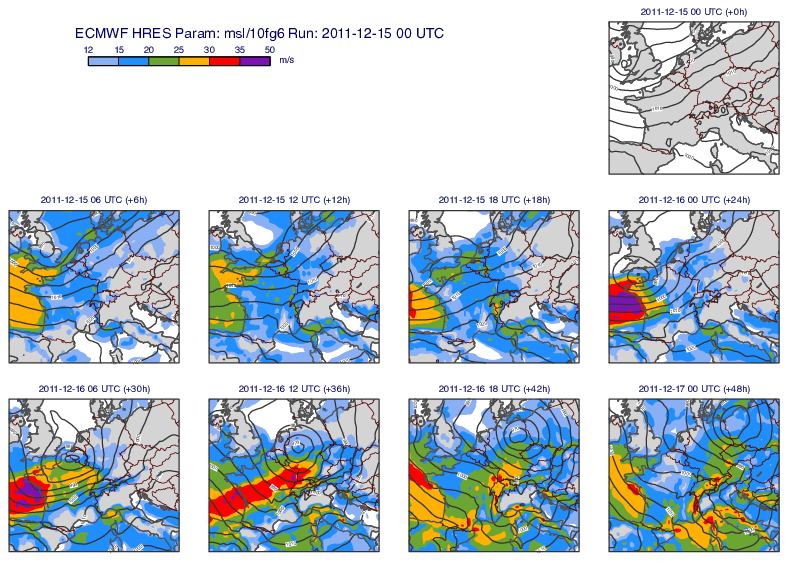 2011-12-15 00 UTC (+0h)
ECMWF HRES Param: msl/10fg6 Run: 2011-12-15 00 UTC
12 15 20 25 30 35 50
m/s
2011-12-15 06 UTC (+6h) 2011-12-15 12 UTC (+12h) 2011-12-15 18 UTC (+18h) 2011-12-16 00 UTC (+24h)
2011-12-16 06 UTC (+30h) 2011-12-16 12 UTC (+36h) 2011-12-16 18 UTC (+42h) 2011-12-17 00 UTC (+48h)